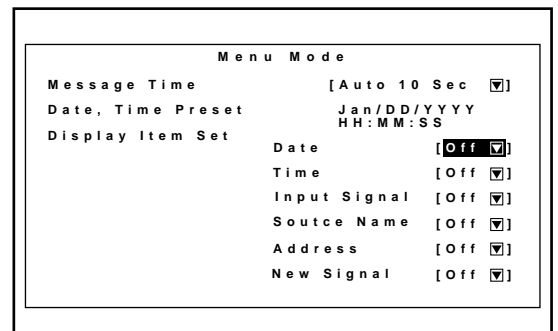 Menu Mode
Message Time [Auto 10 Sec ▼]
Date, Time Preset Jan/DD/YYYY
HH:MM:SS
Display Item Set
Date [Off ▼]
Time [Off ▼]
Input Signal [Off ▼]
Soutce Name [Off ▼]
Address [Off ▼]
New Signal [Off ▼]